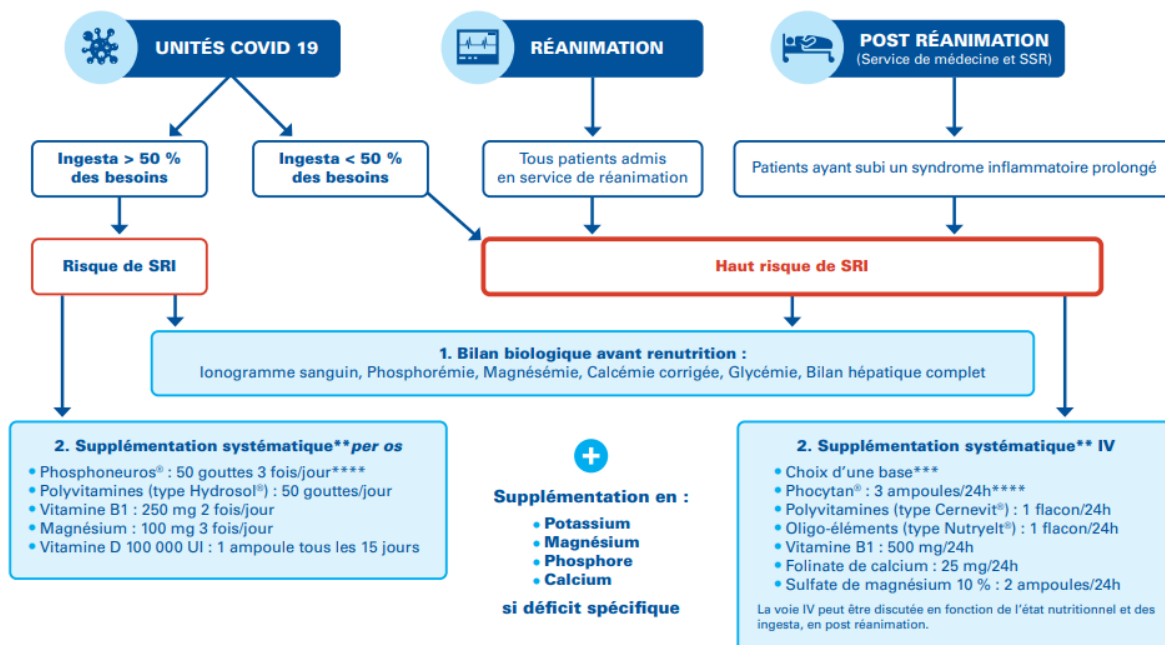 UNITÉS COVID 19
RÉANIMATION
POST RÉANIMATION
(Service de médecine et SSR)
Ingesta > 50 %
des besoins
Ingesta < 50 %
des besoins
Tous patients admis
en service de réanimation
Patients ayant subi un syndrome inflammatoire prolongé
Risque de SRI
Haut risque de SRI
1. Bilan biologique avant renutrition :
Ionogramme sanguin, Phosphorémie, Magnésémie, Calcémie corrigée, Glycémie, Bilan hépatique complet
2. Supplémentation systématique** per os
• Phosphoneuros® : 50 gouttes 3 fois/jour****
• Polyvitamines (type Hydrosol®) : 50 gouttes/jour
• Vitamine B1 : 250 mg 2 fois/jour
• Magnésium : 100 mg 3 fois/jour
• Vitamine D 100 000 UI : 1 ampoule tous les 15 jours
+
Supplémentation en :
• Potassium
• Magnésium
• Phosphore
• Calcium
si déficit spécifique
2. Supplémentation systématique** IV
• Choix d'une base***
• Phocytan® : 3 ampoules/24h****
• Polyvitamines (type Cernevit®) : 1 flacon/24h
• Oligo-éléments (type Nutryelt®) : 1 flacon/24h
• Vitamine B1 : 500 mg/24h
• Folinate de calcium : 25 mg/24h
• Sulfate de magnésium 10 % : 2 ampoules/24h
La voie IV peut être discutée en fonction de l'état nutritionnel et des
ingesta, en post réanimation.